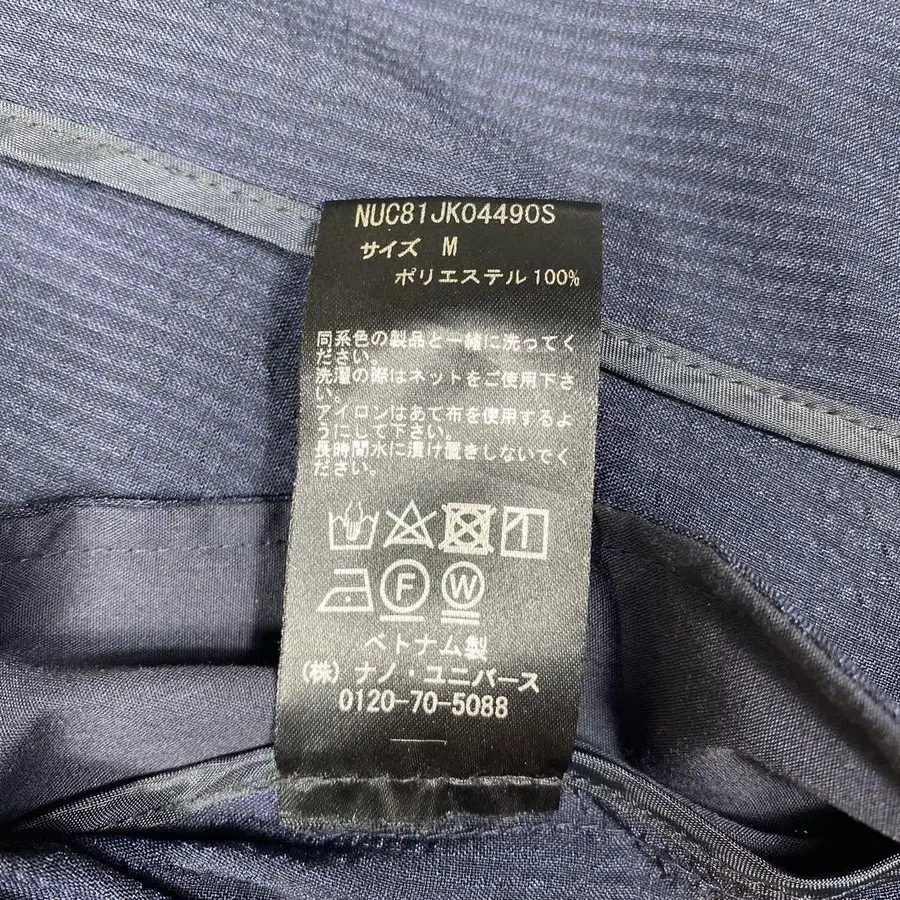 NUC81JK04490S
サイズ M
ポリエステル 100%
同系色の製品と一緒に洗ってく
ださい。
洗濯の際はネットをご使用下さ
い。
アイロンはあて布を使用するよ
うにして下さい。
長時間水に漬け置きしないでく
ださい。
F
W
ベトナム製
(株) ナノ・ユニバース
0120-70-5088